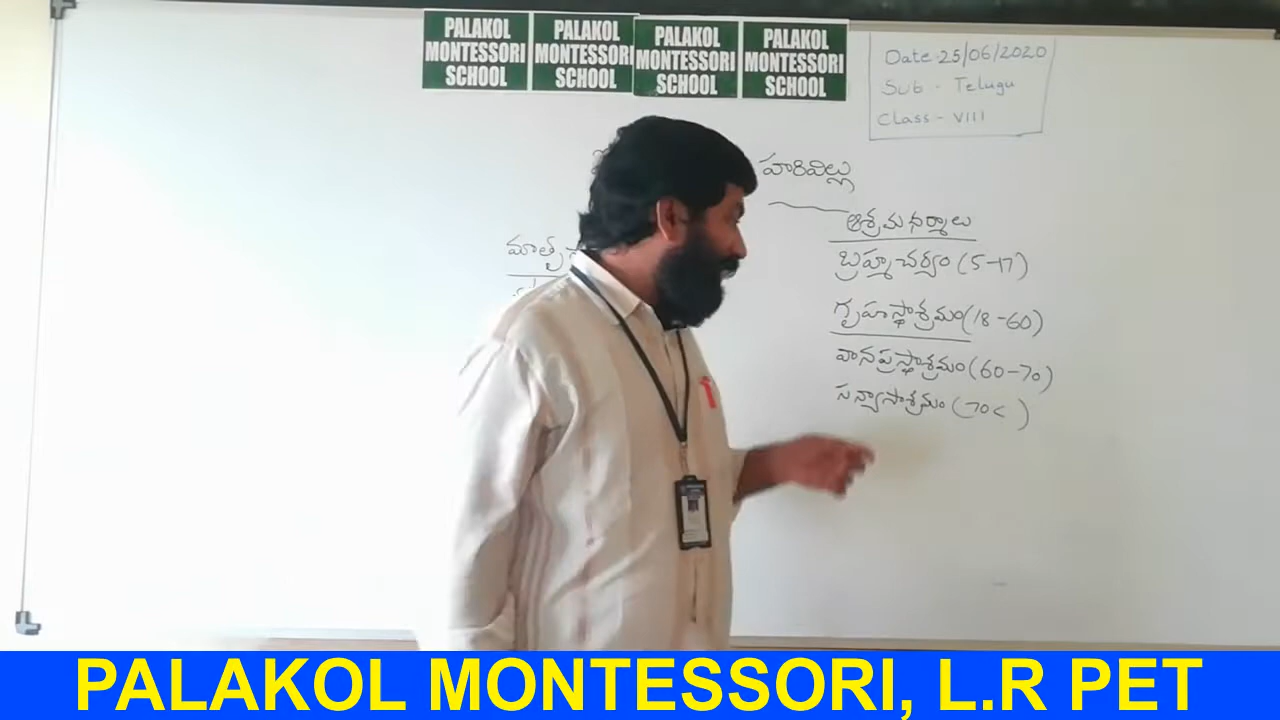 PALAKOL MONTESSORI SCHOOL
PALAKOL MONTESSORI SCHOOL
PALAKOL MONTESSORI SCHOOL
PALAKOL MONTESSORI SCHOOL
Date 25/06/2020
Sub - Telugu
Class - VIII
హరివిల్లు
ఆశ్రమ ధర్మాలు
బ్రహ్మచర్యం (5-17)
గృహస్థాశ్రమం (18-60)
వానప్రస్థాశ్రమం (60-70)
సన్యాసాశ్రమం (70< )
PALAKOL MONTESSORI, L.R PET